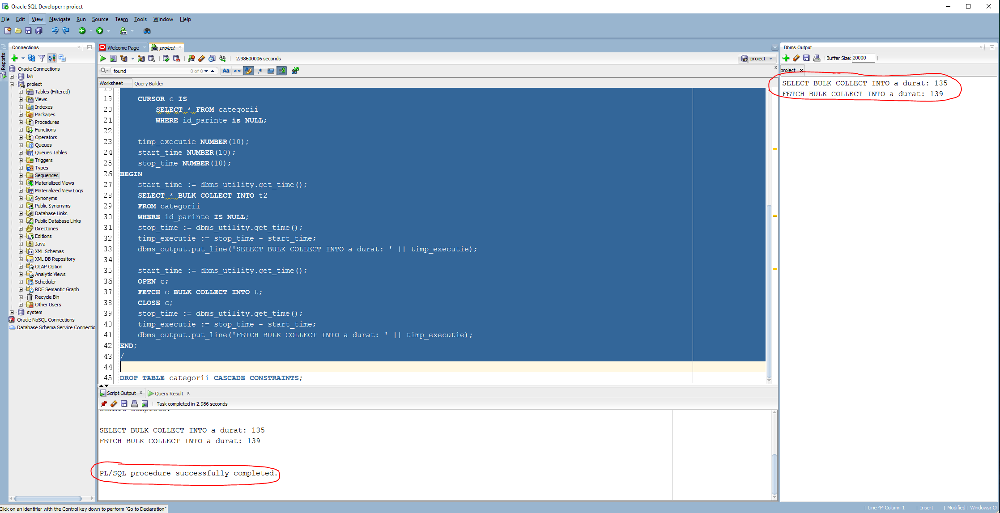 Oracle SQL Developer : proiect
File Edit View Navigate Run Source Team Tools Window Help
Reports
Connections
Oracle Connections
lab
proiect
Tables (Filtered)
Views
Indexes
Packages
Procedures
Functions
Operators
Queues
Queues Tables
Triggers
Types
Sequences
Materialized Views
Materialized View Logs
Synonyms
Public Synonyms
Database Links
Public Database Links
Directories
Editions
Java
XML Schemas
XML DB Repository
OLAP Option
Analytic Views
Scheduler
RDF Semantic Graph
Recycle Bin
Other Users
system
Oracle NoSQL Connections
Database Schema Service Connectio
Welcome Page proiect
2.98600006 seconds
proiect
found 0 of 0
Worksheet Query Builder
18
19 CURSOR c IS
20 SELECT * FROM categorii
21 WHERE id_parinte is NULL;
22
23 timp_executie NUMBER(10);
24 start_time NUMBER(10);
25 stop_time NUMBER(10);
26 BEGIN
27 start_time := dbms_utility.get_time();
28 SELECT * BULK COLLECT INTO t2
29 FROM categorii
30 WHERE id_parinte IS NULL;
31 stop_time := dbms_utility.get_time();
32 timp_executie := stop_time - start_time;
33 dbms_output.put_line('SELECT BULK COLLECT INTO a durat: ' || timp_executie);
34
35 start_time := dbms_utility.get_time();
36 OPEN c;
37 FETCH c BULK COLLECT INTO t;
38 CLOSE c;
39 stop_time := dbms_utility.get_time();
40 timp_executie := stop_time - start_time;
41 dbms_output.put_line('FETCH BULK COLLECT INTO a durat: ' || timp_executie);
42 END;
43 /
44
45 DROP TABLE categorii CASCADE CONSTRAINTS;
Script Output Query Result
Task completed in 2.986 seconds
Commit complete.
SELECT BULK COLLECT INTO a durat: 135
FETCH BULK COLLECT INTO a durat: 139
PL/SQL procedure successfully completed.
Dbms Output
Buffer Size: 20000
proiect
SELECT BULK COLLECT INTO a durat: 135
FETCH BULK COLLECT INTO a durat: 139
Click on an identifier with the Control key down to perform "Go to Declaration"
Line 44 Column 1 Insert Modified Windows: C